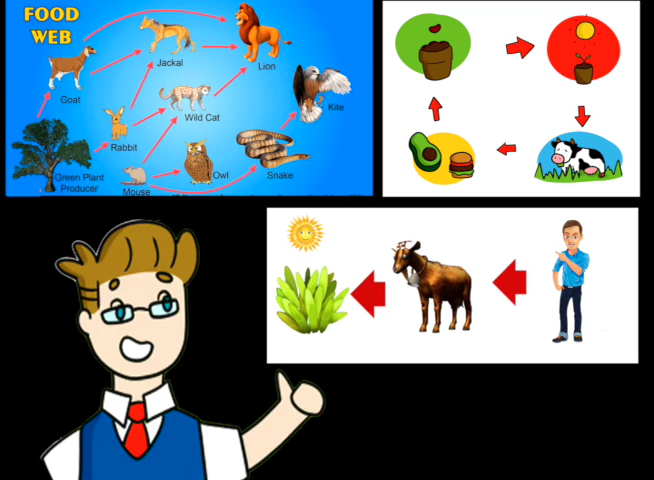 FOOD
WEB
Goat
Jackal
Lion
Kite
Wild Cat
Rabbit
Green Plant
Producer
Mouse
Owl
Snake